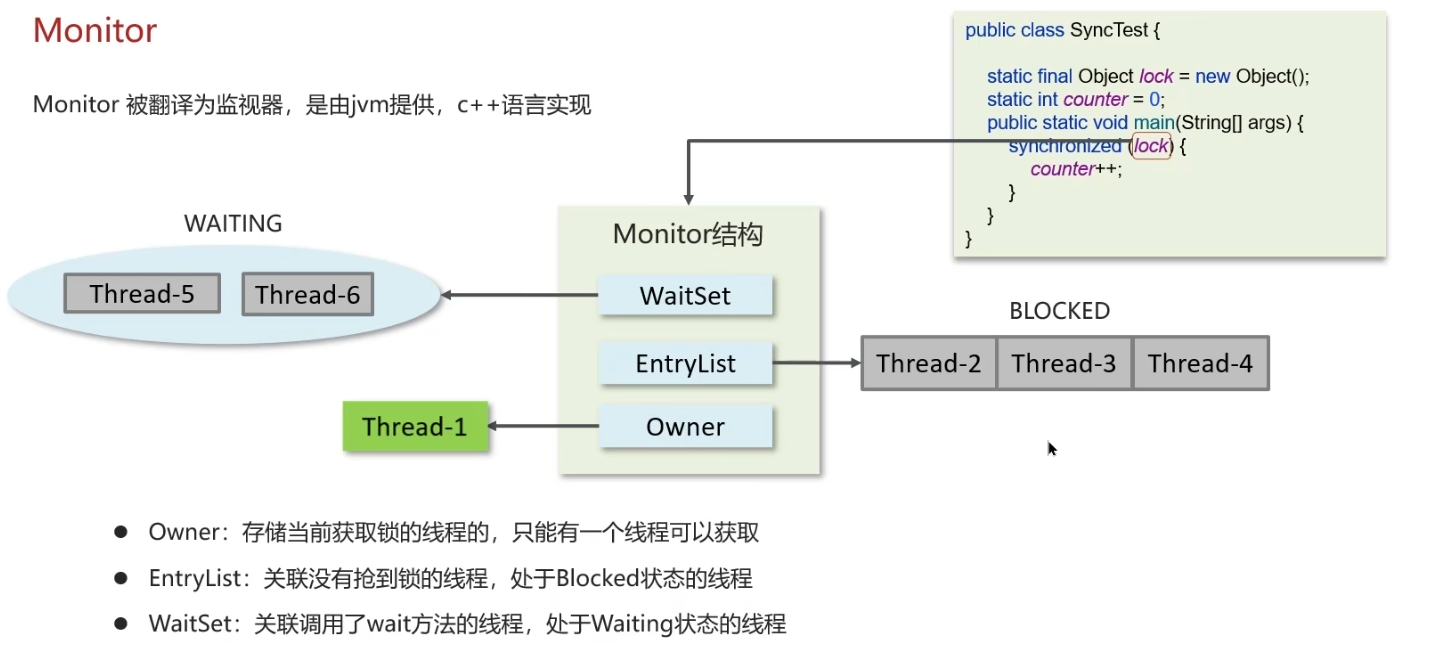 Monitor
Monitor 被翻译为监视器，是由jvm提供，c++语言实现
public class SyncTest {
static final Object lock = new Object();
static int counter = 0;
public static void main(String[] args) {
synchronized (lock) {
counter++;
}
}
}
WAITING
Thread-5 Thread-6
Monitor结构
WaitSet
EntryList
Owner
BLOCKED
Thread-2 Thread-3 Thread-4
Thread-1
● Owner：存储当前获取锁的线程的，只能有一个线程可以获取
● EntryList：关联没有抢到锁的线程，处于Blocked状态的线程
● WaitSet：关联调用了wait方法的线程，处于Waiting状态的线程